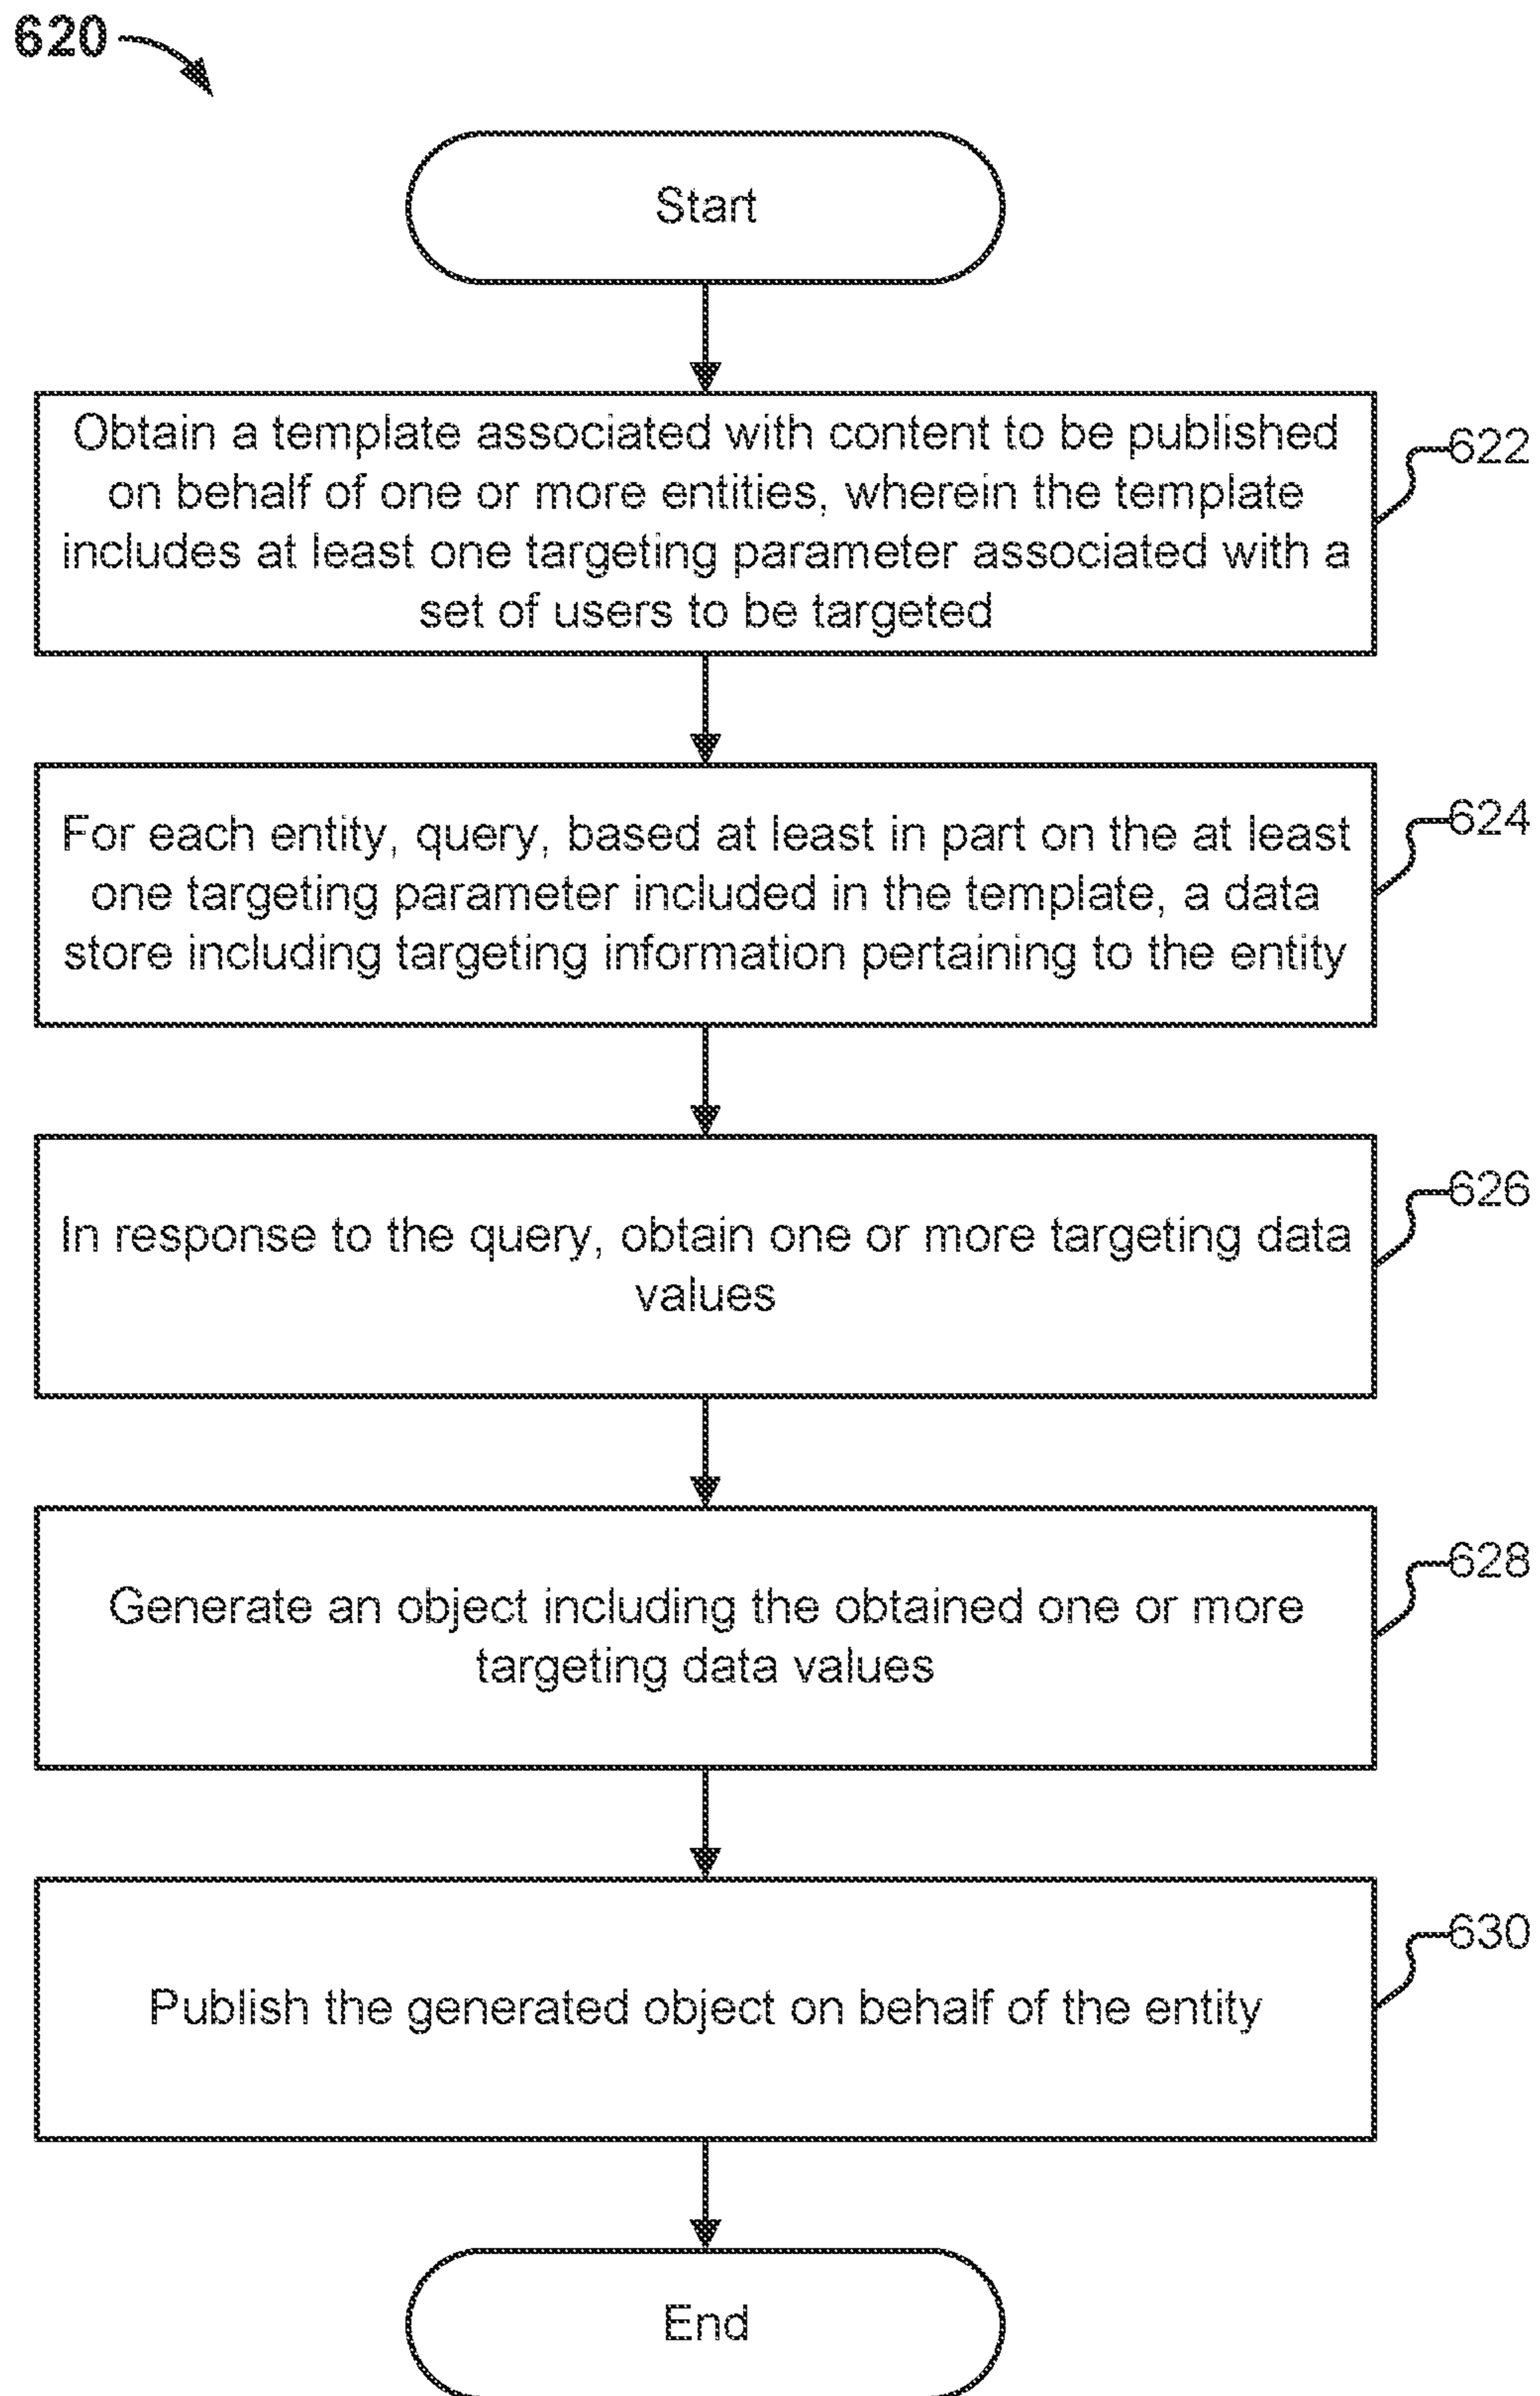 620
Start
Obtain a template associated with content to be published
on behalf of one or more entities, wherein the template
includes at least one targeting parameter associated with a
set of users to be targeted
622
For each entity, query, based at least in part on the at least
one targeting parameter included in the template, a data
store including targeting information pertaining to the entity
624
In response to the query, obtain one or more targeting data
values
626
Generate an object including the obtained one or more
targeting data values
628
Publish the generated object on behalf of the entity
630
End